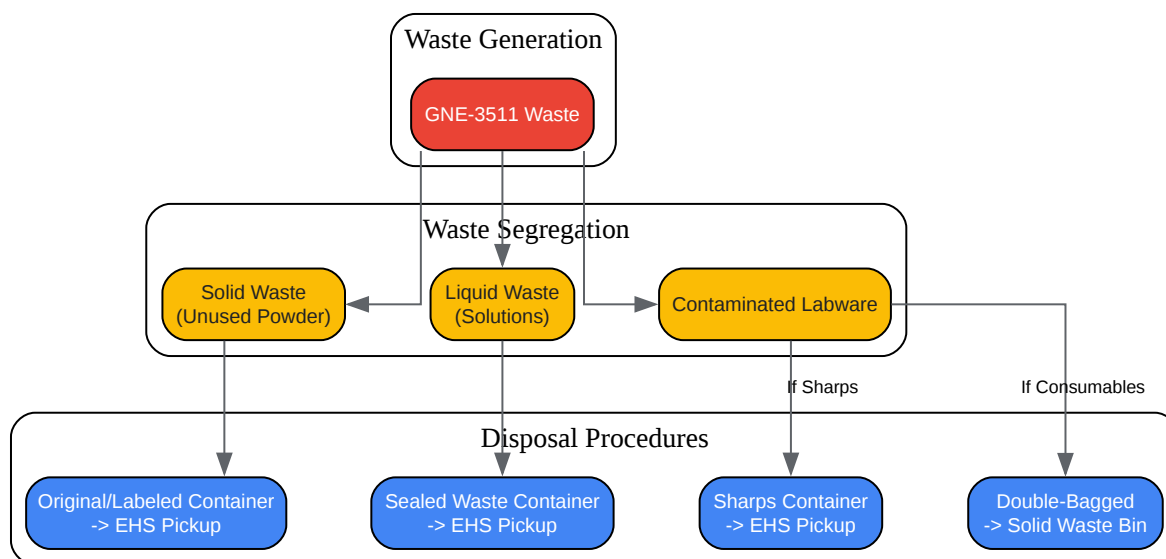 Waste Generation
GNE-3511 Waste
Waste Segregation
Solid Waste
(Unused Powder)
Liquid Waste
(Solutions)
Contaminated Labware
If Sharps
If Consumables
Disposal Procedures
Original/Labeled Container
-> EHS Pickup
Sealed Waste Container
-> EHS Pickup
Sharps Container
-> EHS Pickup
Double-Bagged
-> Solid Waste Bin